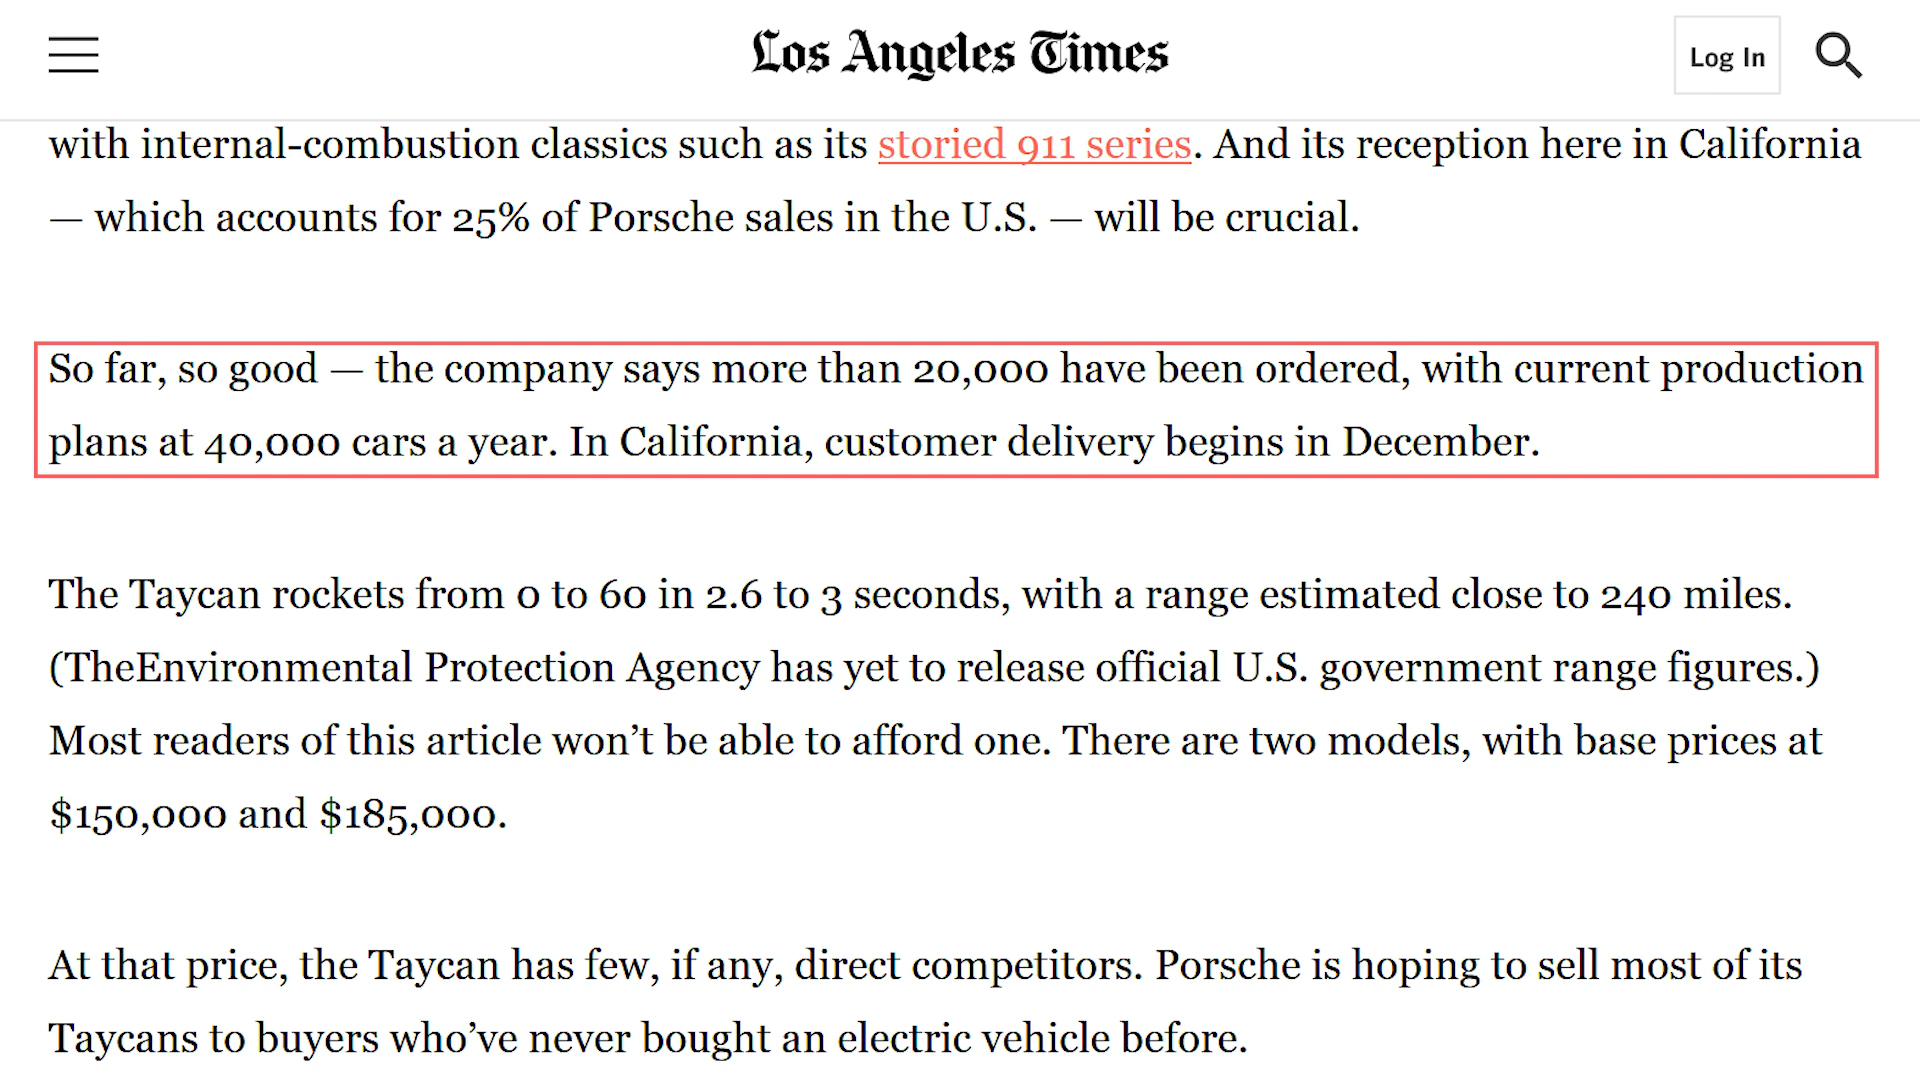 Los Angeles Times
Log In
with internal-combustion classics such as its storied 911 series. And its reception here in California
— which accounts for 25% of Porsche sales in the U.S. — will be crucial.
So far, so good — the company says more than 20,000 have been ordered, with current production
plans at 40,000 cars a year. In California, customer delivery begins in December.
The Taycan rockets from 0 to 60 in 2.6 to 3 seconds, with a range estimated close to 240 miles.
(TheEnvironmental Protection Agency has yet to release official U.S. government range figures.)
Most readers of this article won’t be able to afford one. There are two models, with base prices at
$150,000 and $185,000.
At that price, the Taycan has few, if any, direct competitors. Porsche is hoping to sell most of its
Taycans to buyers who’ve never bought an electric vehicle before.